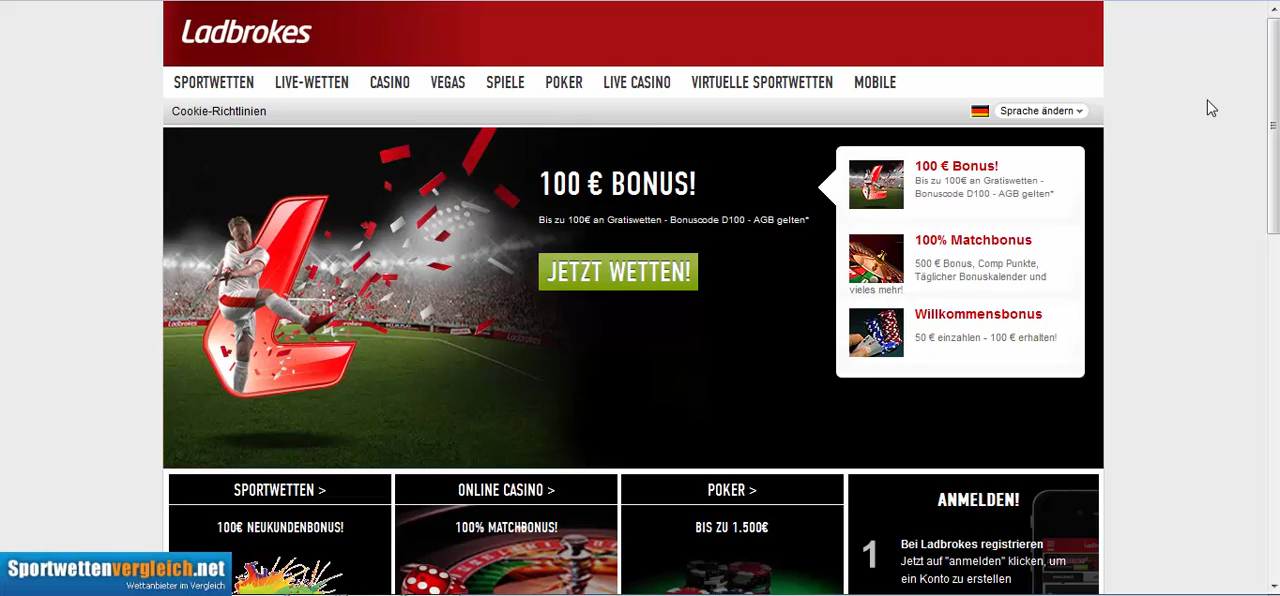 Ladbrokes
SPORTWETTEN LIVE-WETTEN CASINO VEGAS SPIELE POKER LIVE CASINO VIRTUELLE SPORTWETTEN MOBILE
Cookie-Richtlinien
Sprache ändern
100 € BONUS!
Bis zu 100€ an Gratiswetten - Bonuscode D100 - AGB gelten*
JETZT WETTEN!
100 € Bonus!
Bis zu 100€ an Gratiswetten -
Bonuscode D100 - AGB gelten*
100% Matchbonus
500 € Bonus, Comp Punkte,
Täglicher Bonuskalender und
vieles mehr!
Willkommensbonus
50 € einzahlen - 100 € erhalten!
Ladbrokes
SPORTWETTEN >
100€ NEUKUNDENBONUS!
ONLINE CASINO >
100% MATCHBONUS!
POKER >
BIS ZU 1.500€
ANMELDEN!
1
Bei Ladbrokes registrieren
Jetzt auf "anmelden" klicken, um
ein Konto zu erstellen
Sportwettenvergleich.net
Wettanbieter im Vergleich